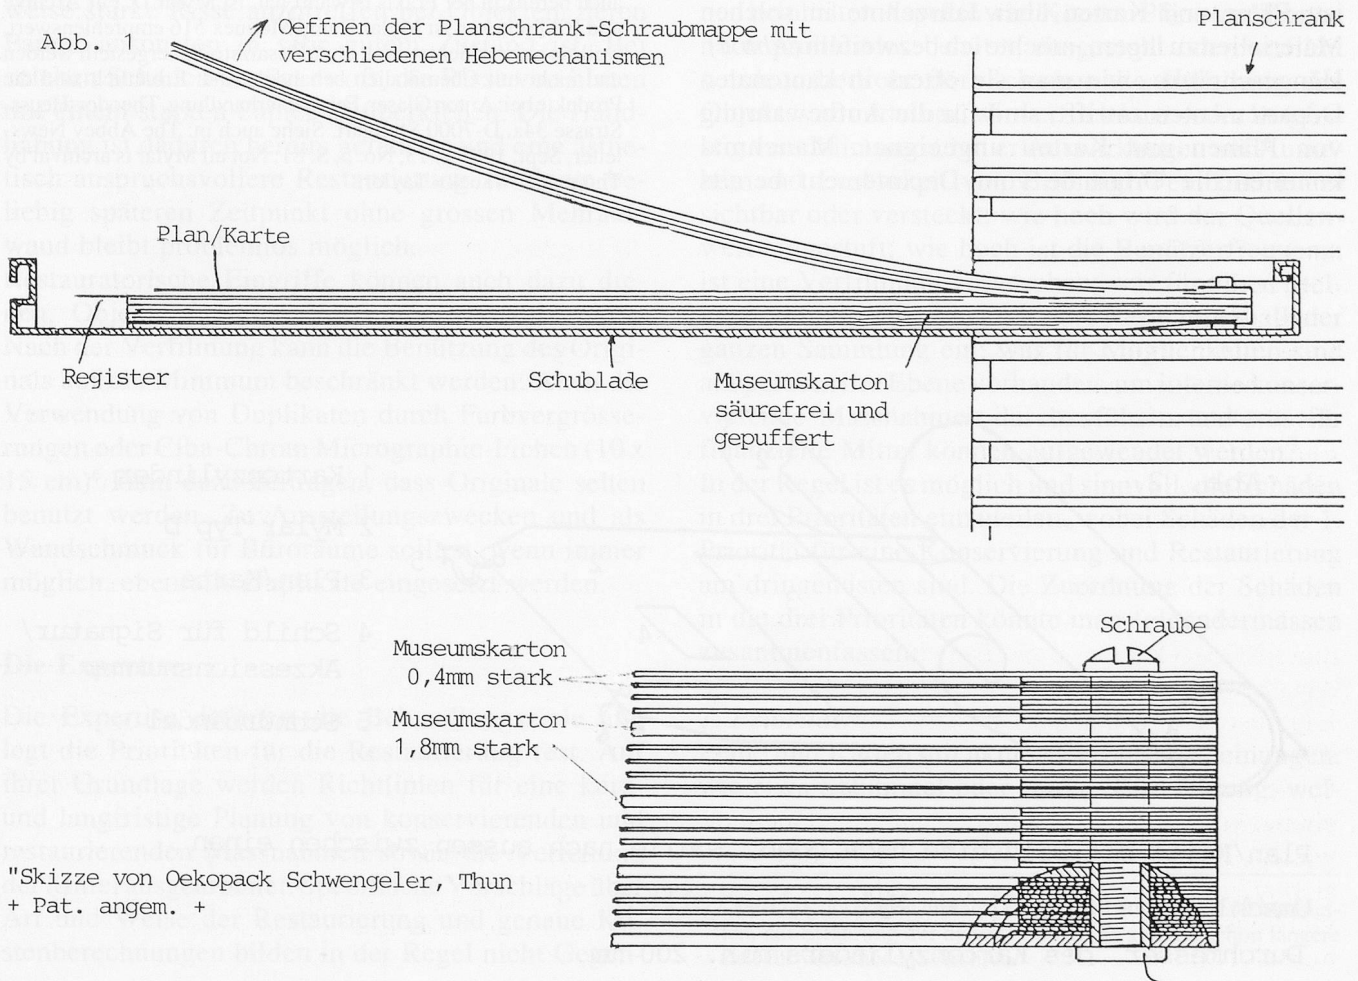 Abb. 1
Oeffnen der Planschrank-Schraubmappe mit
verschiedenen Hebemechanismen
Planschrank
Plan/Karte
Register
Schublade
Museumskarton
säurefrei und
gepuffert
Schraube
Museumskarton
0,4mm stark
Museumskarton
1,8mm stark
"Skizze von Oekopack Schwengeler, Thun
+ Pat. angem. +